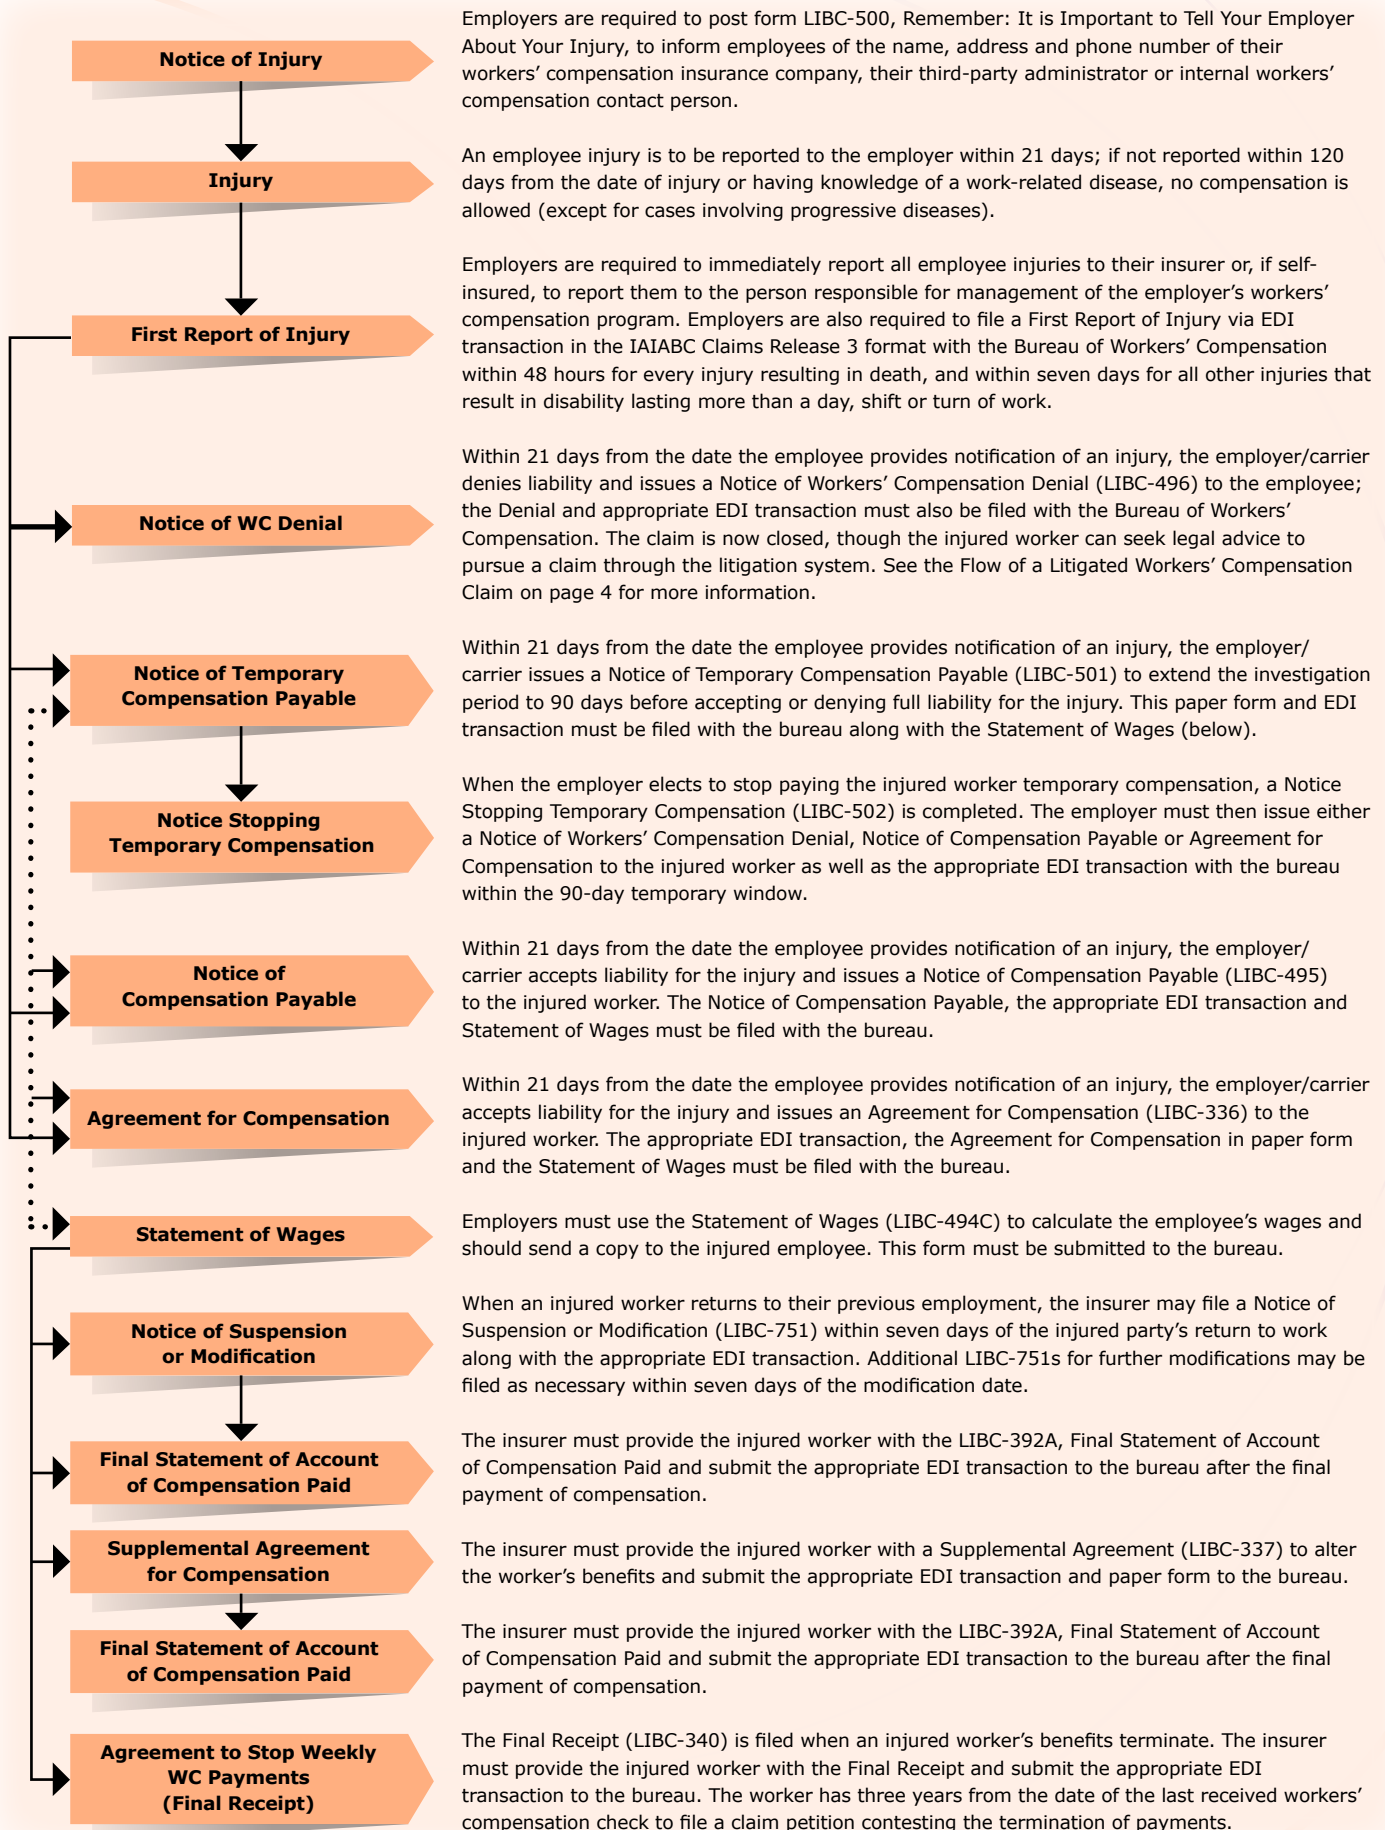 Notice of Injury
Employers are required to post form LIBC-500, Remember: It is Important to Tell Your Employer
About Your Injury, to inform employees of the name, address and phone number of their
workers’ compensation insurance company, their third-party administrator or internal workers’
compensation contact person.
Injury
An employee injury is to be reported to the employer within 21 days; if not reported within 120
days from the date of injury or having knowledge of a work-related disease, no compensation is
allowed (except for cases involving progressive diseases).
First Report of Injury
Employers are required to immediately report all employee injuries to their insurer or, if self-
insured, to report them to the person responsible for management of the employer’s workers’
compensation program. Employers are also required to file a First Report of Injury via EDI
transaction in the IAIABC Claims Release 3 format with the Bureau of Workers’ Compensation
within 48 hours for every injury resulting in death, and within seven days for all other injuries that
result in disability lasting more than a day, shift or turn of work.
Notice of WC Denial
Within 21 days from the date the employee provides notification of an injury, the employer/carrier
denies liability and issues a Notice of Workers’ Compensation Denial (LIBC-496) to the employee;
the Denial and appropriate EDI transaction must also be filed with the Bureau of Workers’
Compensation. The claim is now closed, though the injured worker can seek legal advice to
pursue a claim through the litigation system. See the Flow of a Litigated Workers’ Compensation
Claim on page 4 for more information.
Notice of Temporary
Compensation Payable
Within 21 days from the date the employee provides notification of an injury, the employer/
carrier issues a Notice of Temporary Compensation Payable (LIBC-501) to extend the investigation
period to 90 days before accepting or denying full liability for the injury. This paper form and EDI
transaction must be filed with the bureau along with the Statement of Wages (below).
Notice Stopping
Temporary Compensation
When the employer elects to stop paying the injured worker temporary compensation, a Notice
Stopping Temporary Compensation (LIBC-502) is completed. The employer must then issue either
a Notice of Workers’ Compensation Denial, Notice of Compensation Payable or Agreement for
Compensation to the injured worker as well as the appropriate EDI transaction with the bureau
within the 90-day temporary window.
Notice of
Compensation Payable
Within 21 days from the date the employee provides notification of an injury, the employer/
carrier accepts liability for the injury and issues a Notice of Compensation Payable (LIBC-495)
to the injured worker. The Notice of Compensation Payable, the appropriate EDI transaction and
Statement of Wages must be filed with the bureau.
Agreement for Compensation
Within 21 days from the date the employee provides notification of an injury, the employer/carrier
accepts liability for the injury and issues an Agreement for Compensation (LIBC-336) to the
injured worker. The appropriate EDI transaction, the Agreement for Compensation in paper form
and the Statement of Wages must be filed with the bureau.
Statement of Wages
Employers must use the Statement of Wages (LIBC-494C) to calculate the employee’s wages and
should send a copy to the injured employee. This form must be submitted to the bureau.
Notice of Suspension
or Modification
When an injured worker returns to their previous employment, the insurer may file a Notice of
Suspension or Modification (LIBC-751) within seven days of the injured party’s return to work
along with the appropriate EDI transaction. Additional LIBC-751s for further modifications may be
filed as necessary within seven days of the modification date.
Final Statement of Account
of Compensation Paid
The insurer must provide the injured worker with the LIBC-392A, Final Statement of Account
of Compensation Paid and submit the appropriate EDI transaction to the bureau after the final
payment of compensation.
Supplemental Agreement
for Compensation
The insurer must provide the injured worker with a Supplemental Agreement (LIBC-337) to alter
the worker’s benefits and submit the appropriate EDI transaction and paper form to the bureau.
Final Statement of Account
of Compensation Paid
The insurer must provide the injured worker with the LIBC-392A, Final Statement of Account
of Compensation Paid and submit the appropriate EDI transaction to the bureau after the final
payment of compensation.
Agreement to Stop Weekly
WC Payments
(Final Receipt)
The Final Receipt (LIBC-340) is filed when an injured worker’s benefits terminate. The insurer
must provide the injured worker with the Final Receipt and submit the appropriate EDI
transaction to the bureau. The worker has three years from the date of the last received workers’
compensation check to file a claim petition contesting the termination of payments.